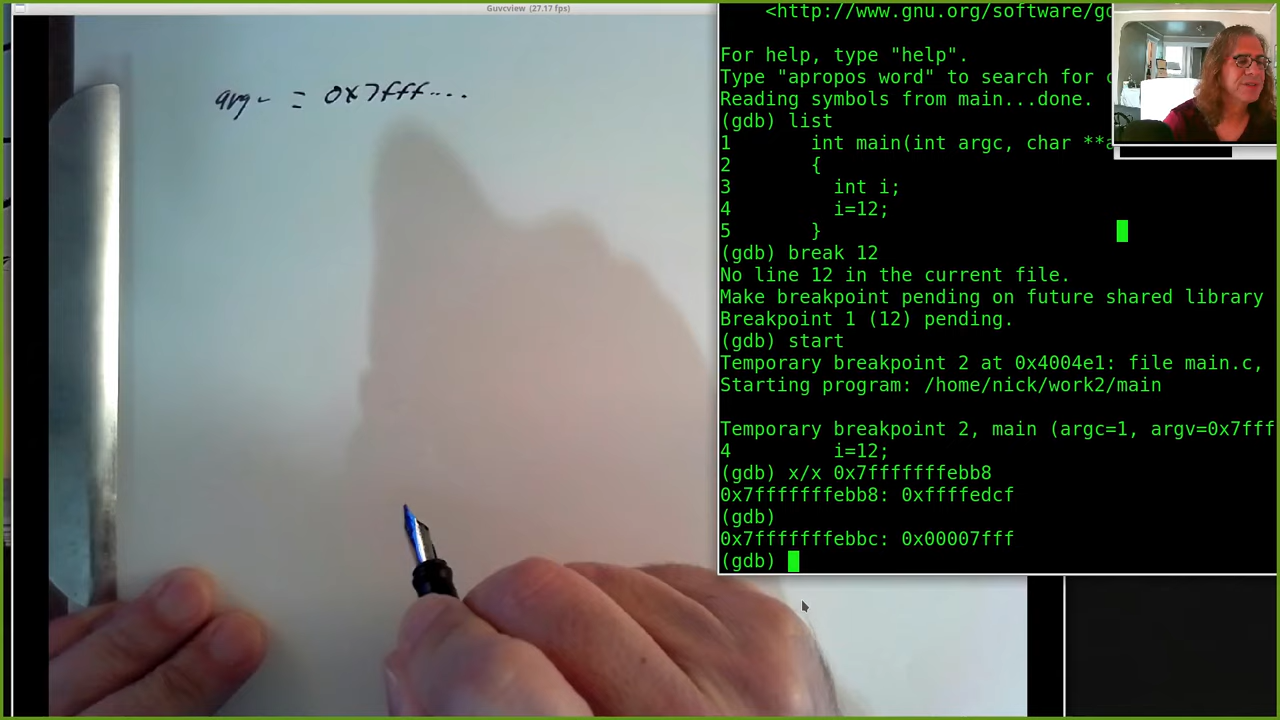 Guvcview (27.17 fps)
argv = 0x7fff....
<http://www.gnu.org/software/gd
For help, type "help".
Type "apropos word" to search for c
Reading symbols from main...done.
(gdb) list
1 int main(int argc, char **a
2 {
3 int i;
4 i=12;
5 }
(gdb) break 12
No line 12 in the current file.
Make breakpoint pending on future shared library
Breakpoint 1 (12) pending.
(gdb) start
Temporary breakpoint 2 at 0x4004e1: file main.c,
Starting program: /home/nick/work2/main
Temporary breakpoint 2, main (argc=1, argv=0x7fff
4 i=12;
(gdb) x/x 0x7fffffffebb8
0x7fffffffebb8: 0xffffedcf
(gdb)
0x7fffffffebbc: 0x00007fff
(gdb)